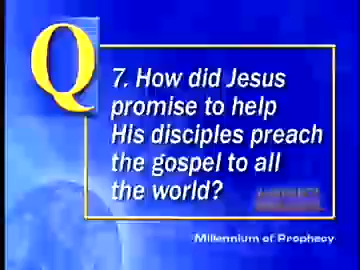 Q
7. How did Jesus
promise to help
His disciples preach
the gospel to all
the world?
Millennium of Prophecy